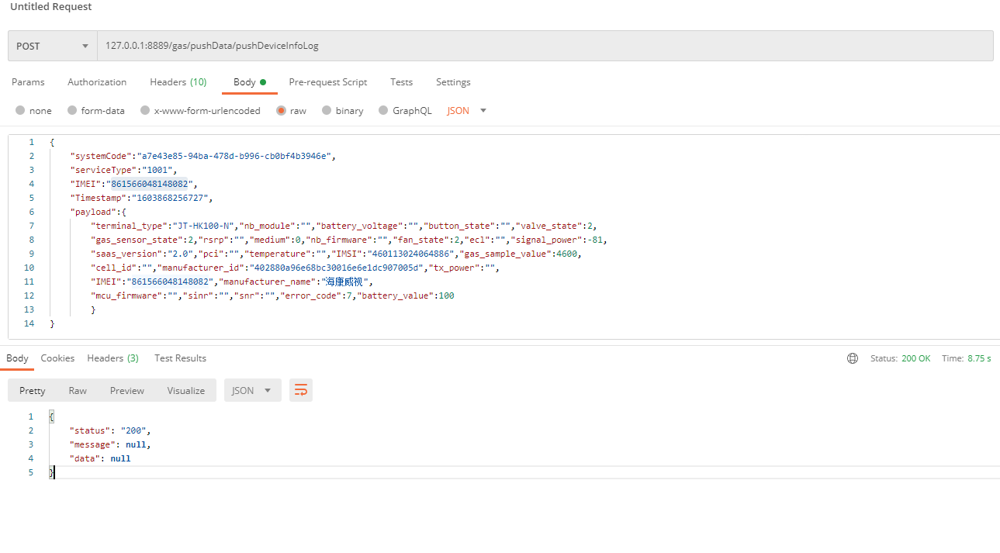 Untitled Request
POST 127.0.0.1:8889/gas/pushData/pushDeviceInfoLog
Params Authorization Headers (10) Body Pre-request Script Tests Settings
none form-data x-www-form-urlencoded raw binary GraphQL JSON
1 {
2 "systemCode":"a7e43e85-94ba-478d-b996-cb0bf4b3946e",
3 "serviceType":"1001",
4 "IMEI":"861566048148082",
5 "Timestamp":"1603868256727",
6 "payload":{
7 "terminal_type":"JT-HK100-N","nb_module":"","battery_voltage":"","button_state":"","valve_state":2,
8 "gas_sensor_state":2,"rsrp":"","medium":0,"nb_firmware":"","fan_state":2,"ecl":"","signal_power":-81,
9 "saas_version":"2.0","pci":"","temperature":"","IMSI":"460113024064886","gas_sample_value":4600,
10 "cell_id":"","manufacturer_id":"402880a96e68bc30016e6e1dc907005d","tx_power":"",
11 "IMEI":"861566048148082","manufacturer_name":"海康威视",
12 "mcu_firmware":"","sinr":"","snr":"","error_code":7,"battery_value":100
13 }
14 }
Body Cookies Headers (3) Test Results Status: 200 OK Time: 8.75 s
Pretty Raw Preview Visualize JSON
1 {
2 "status": "200",
3 "message": null,
4 "data": null
5 }